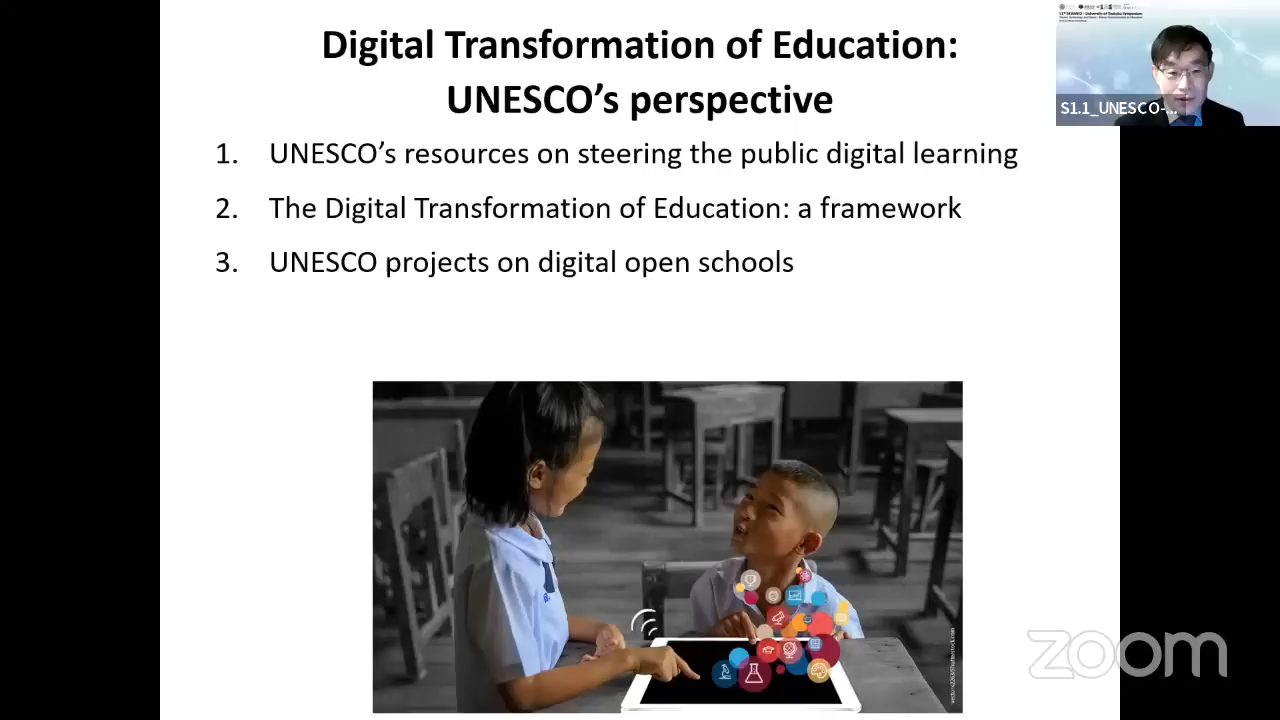 Digital Transformation of Education:
UNESCO’s perspective
1. UNESCO’s resources on steering the public digital learning
2. The Digital Transformation of Education: a framework
3. UNESCO projects on digital open schools
S1.1_UNESCO-...
zoom